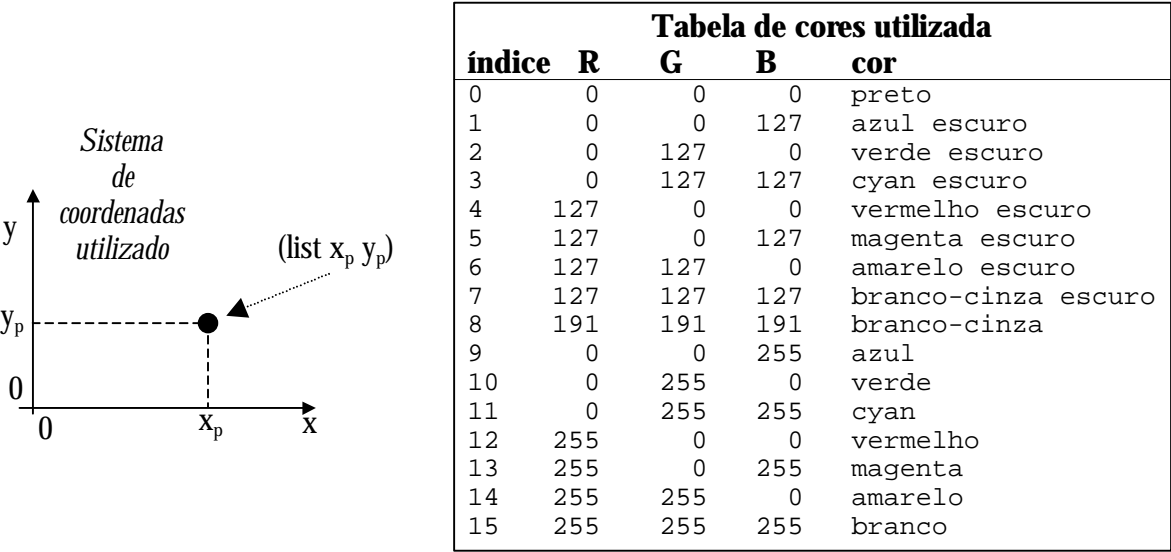 Sistema
de
coordenadas
utilizado
y
(list xp yp)
yp
0
0
xp
x
Tabela de cores utilizada
índice R G B cor
0 0 0 0 preto
1 0 0 127 azul escuro
2 0 127 0 verde escuro
3 0 127 127 cyan escuro
4 127 0 0 vermelho escuro
5 127 0 127 magenta escuro
6 127 127 0 amarelo escuro
7 127 127 127 branco-cinza escuro
8 191 191 191 branco-cinza
9 0 0 255 azul
10 0 255 0 verde
11 0 255 255 cyan
12 255 0 0 vermelho
13 255 0 255 magenta
14 255 255 0 amarelo
15 255 255 255 branco